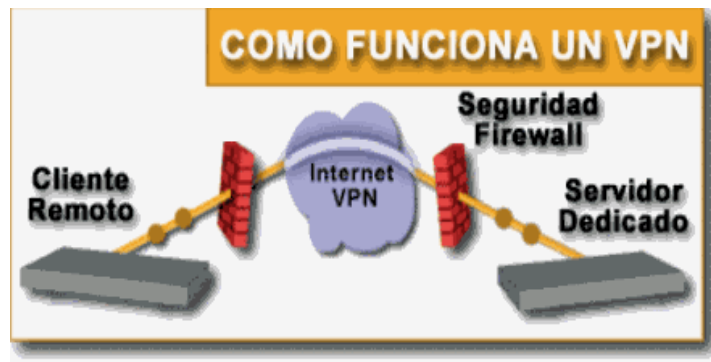 COMO FUNCIONA UN VPN
Seguridad
Firewall
Internet
VPN
Cliente
Remoto
Servidor
Dedicado